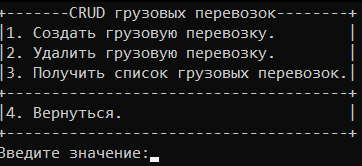 +-------CRUD грузовых перевозок--------+
|1. Создать грузовую перевозку.        |
|2. Удалить грузовую перевозку.        |
|3. Получить список грузовых перевозок.|
+--------------------------------------+
|4. Вернуться.                         |
+--------------------------------------+
Введите значение: